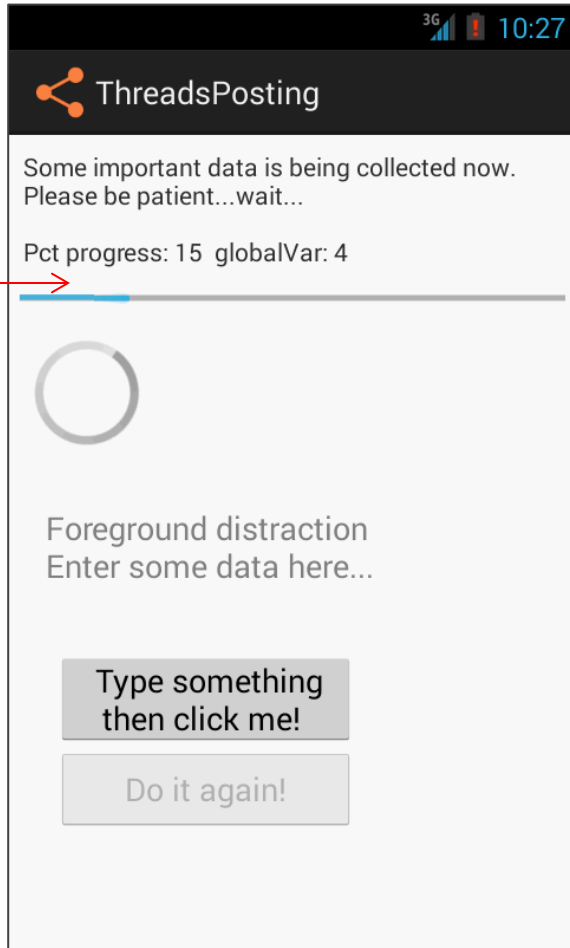 3G 10:27
ThreadsPosting
Some important data is being collected now.
Please be patient...wait...
Pct progress: 15  globalVar: 4
Foreground distraction
Enter some data here...
Type something
then click me!
Do it again!